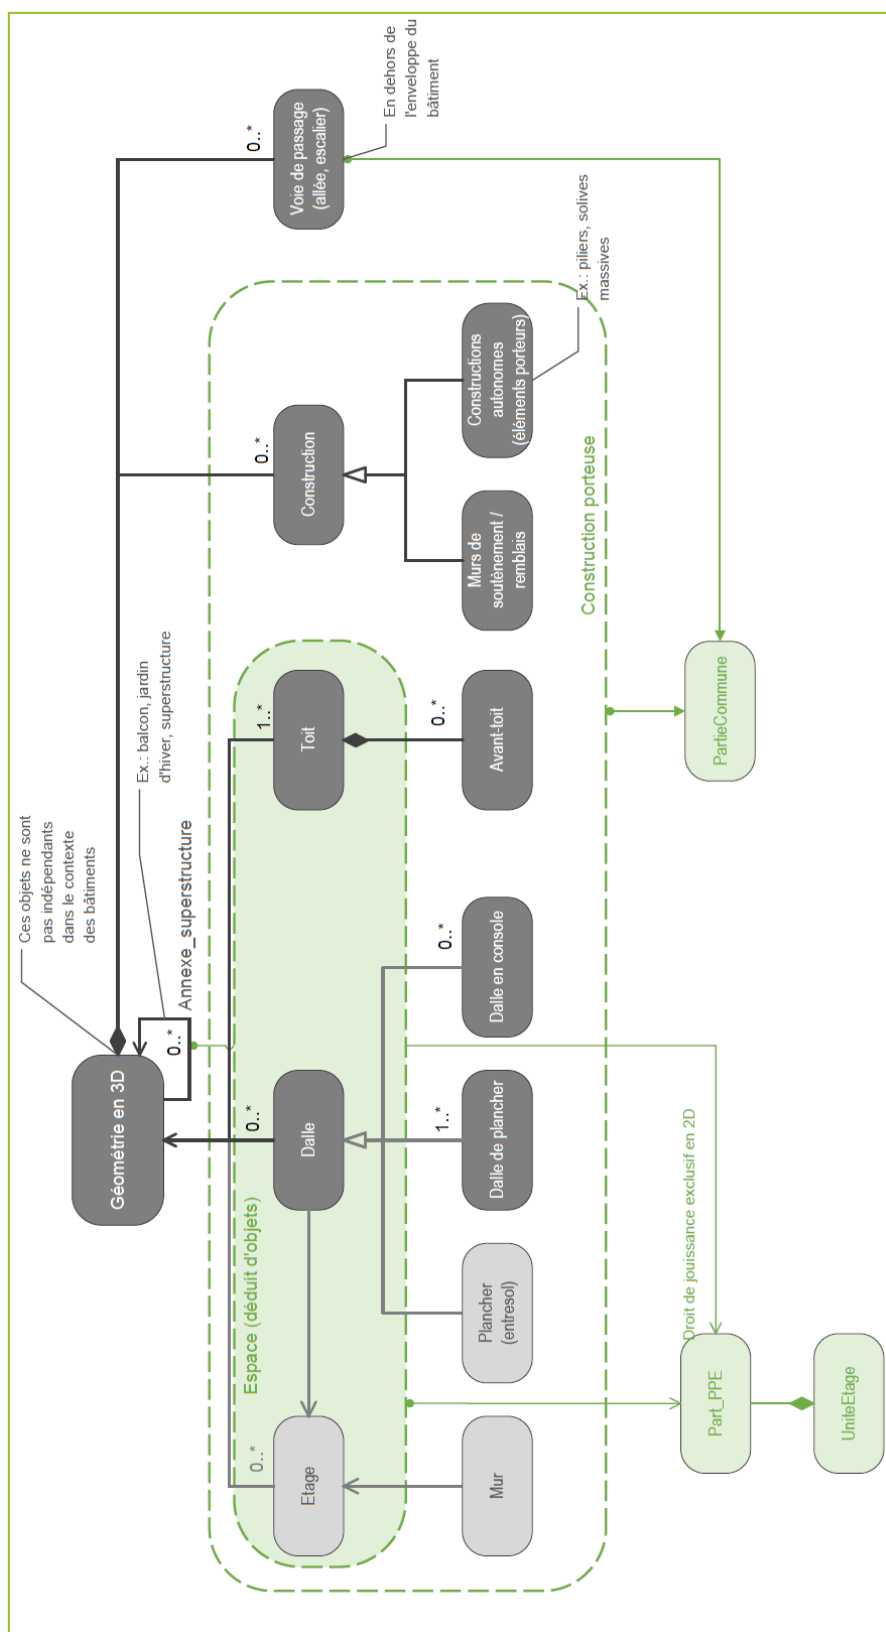 Ces objets ne sont
pas indépendants
dans le contexte
des bâtiments
Géométrie en 3D
0..*
Annexe_superstructure
Ex.: balcon, jardin
d'hiver, superstructure
Espace (déduit d'objets)
0..*
Etage
0..*
Dalle
1..*
Toit
0..*
Construction
0..*
Voie de passage
(allée, escalier)
En dehors de
l'enveloppe du
bâtiment
Mur
Plancher
(entresol)
1..*
Dalle de plancher
0..*
Dalle en console
0..*
Avant-toit
Murs de
soutènement /
remblais
Constructions
autonomes
(éléments porteurs)
Ex.: piliers, solives
massives
Construction porteuse
Droit de jouissance exclusif en 2D
Part_PPE
PartieCommune
UniteEtage